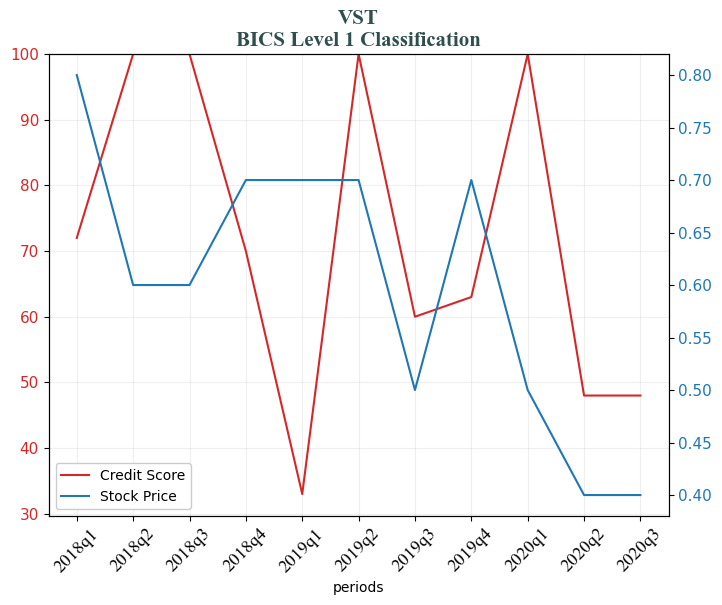 VST
BICS Level 1 Classification
100
90
80
70
60
50
40
30
0.80
0.75
0.70
0.65
0.60
0.55
0.50
0.45
0.40
Credit Score
Stock Price
2018q1
2018q2
2018q3
2018q4
2019q1
2019q2
2019q3
2019q4
2020q1
2020q2
2020q3
periods